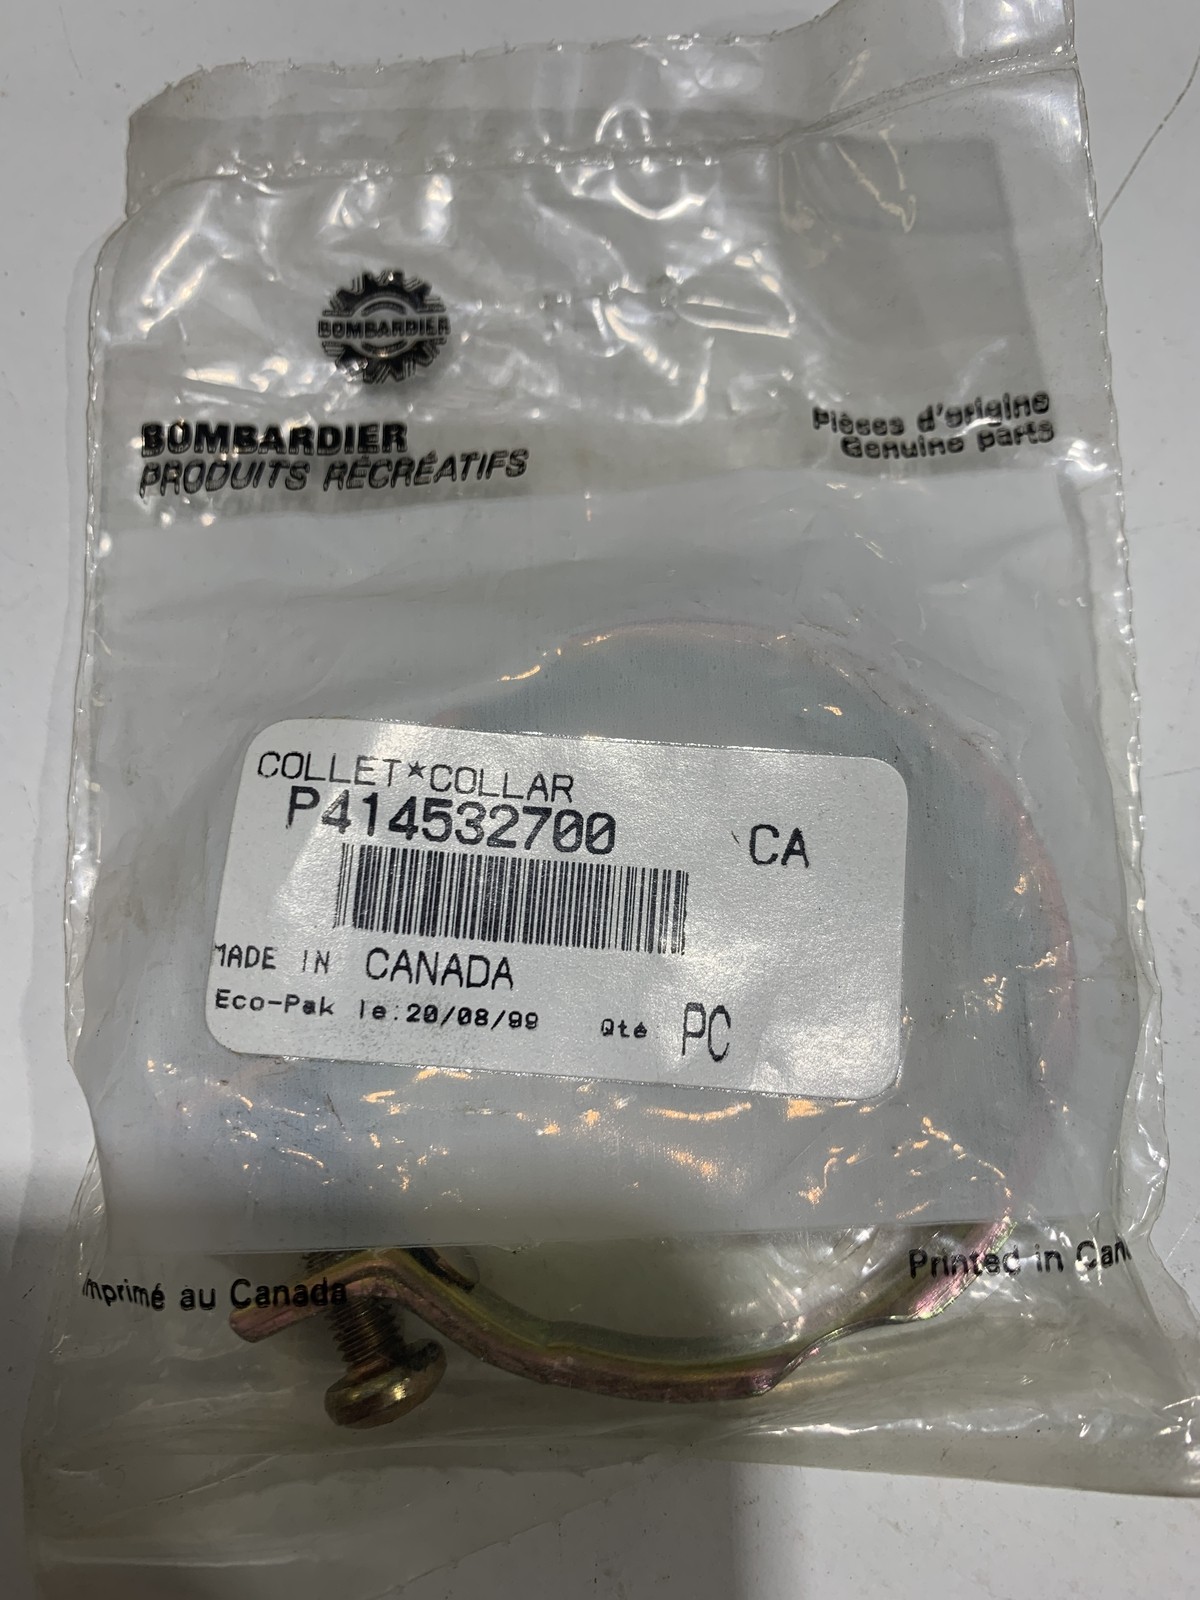 BOMBARDIER
BOMBARDIER
PRODUITS RÉCRÉATIFS
Pièces d'origine
Genuine parts
COLLET*COLLAR
P414532700
CA
MADE IN CANADA
Eco-Pak le:20/08/99 Qté PC
Imprimé au Canada
Printed in Can